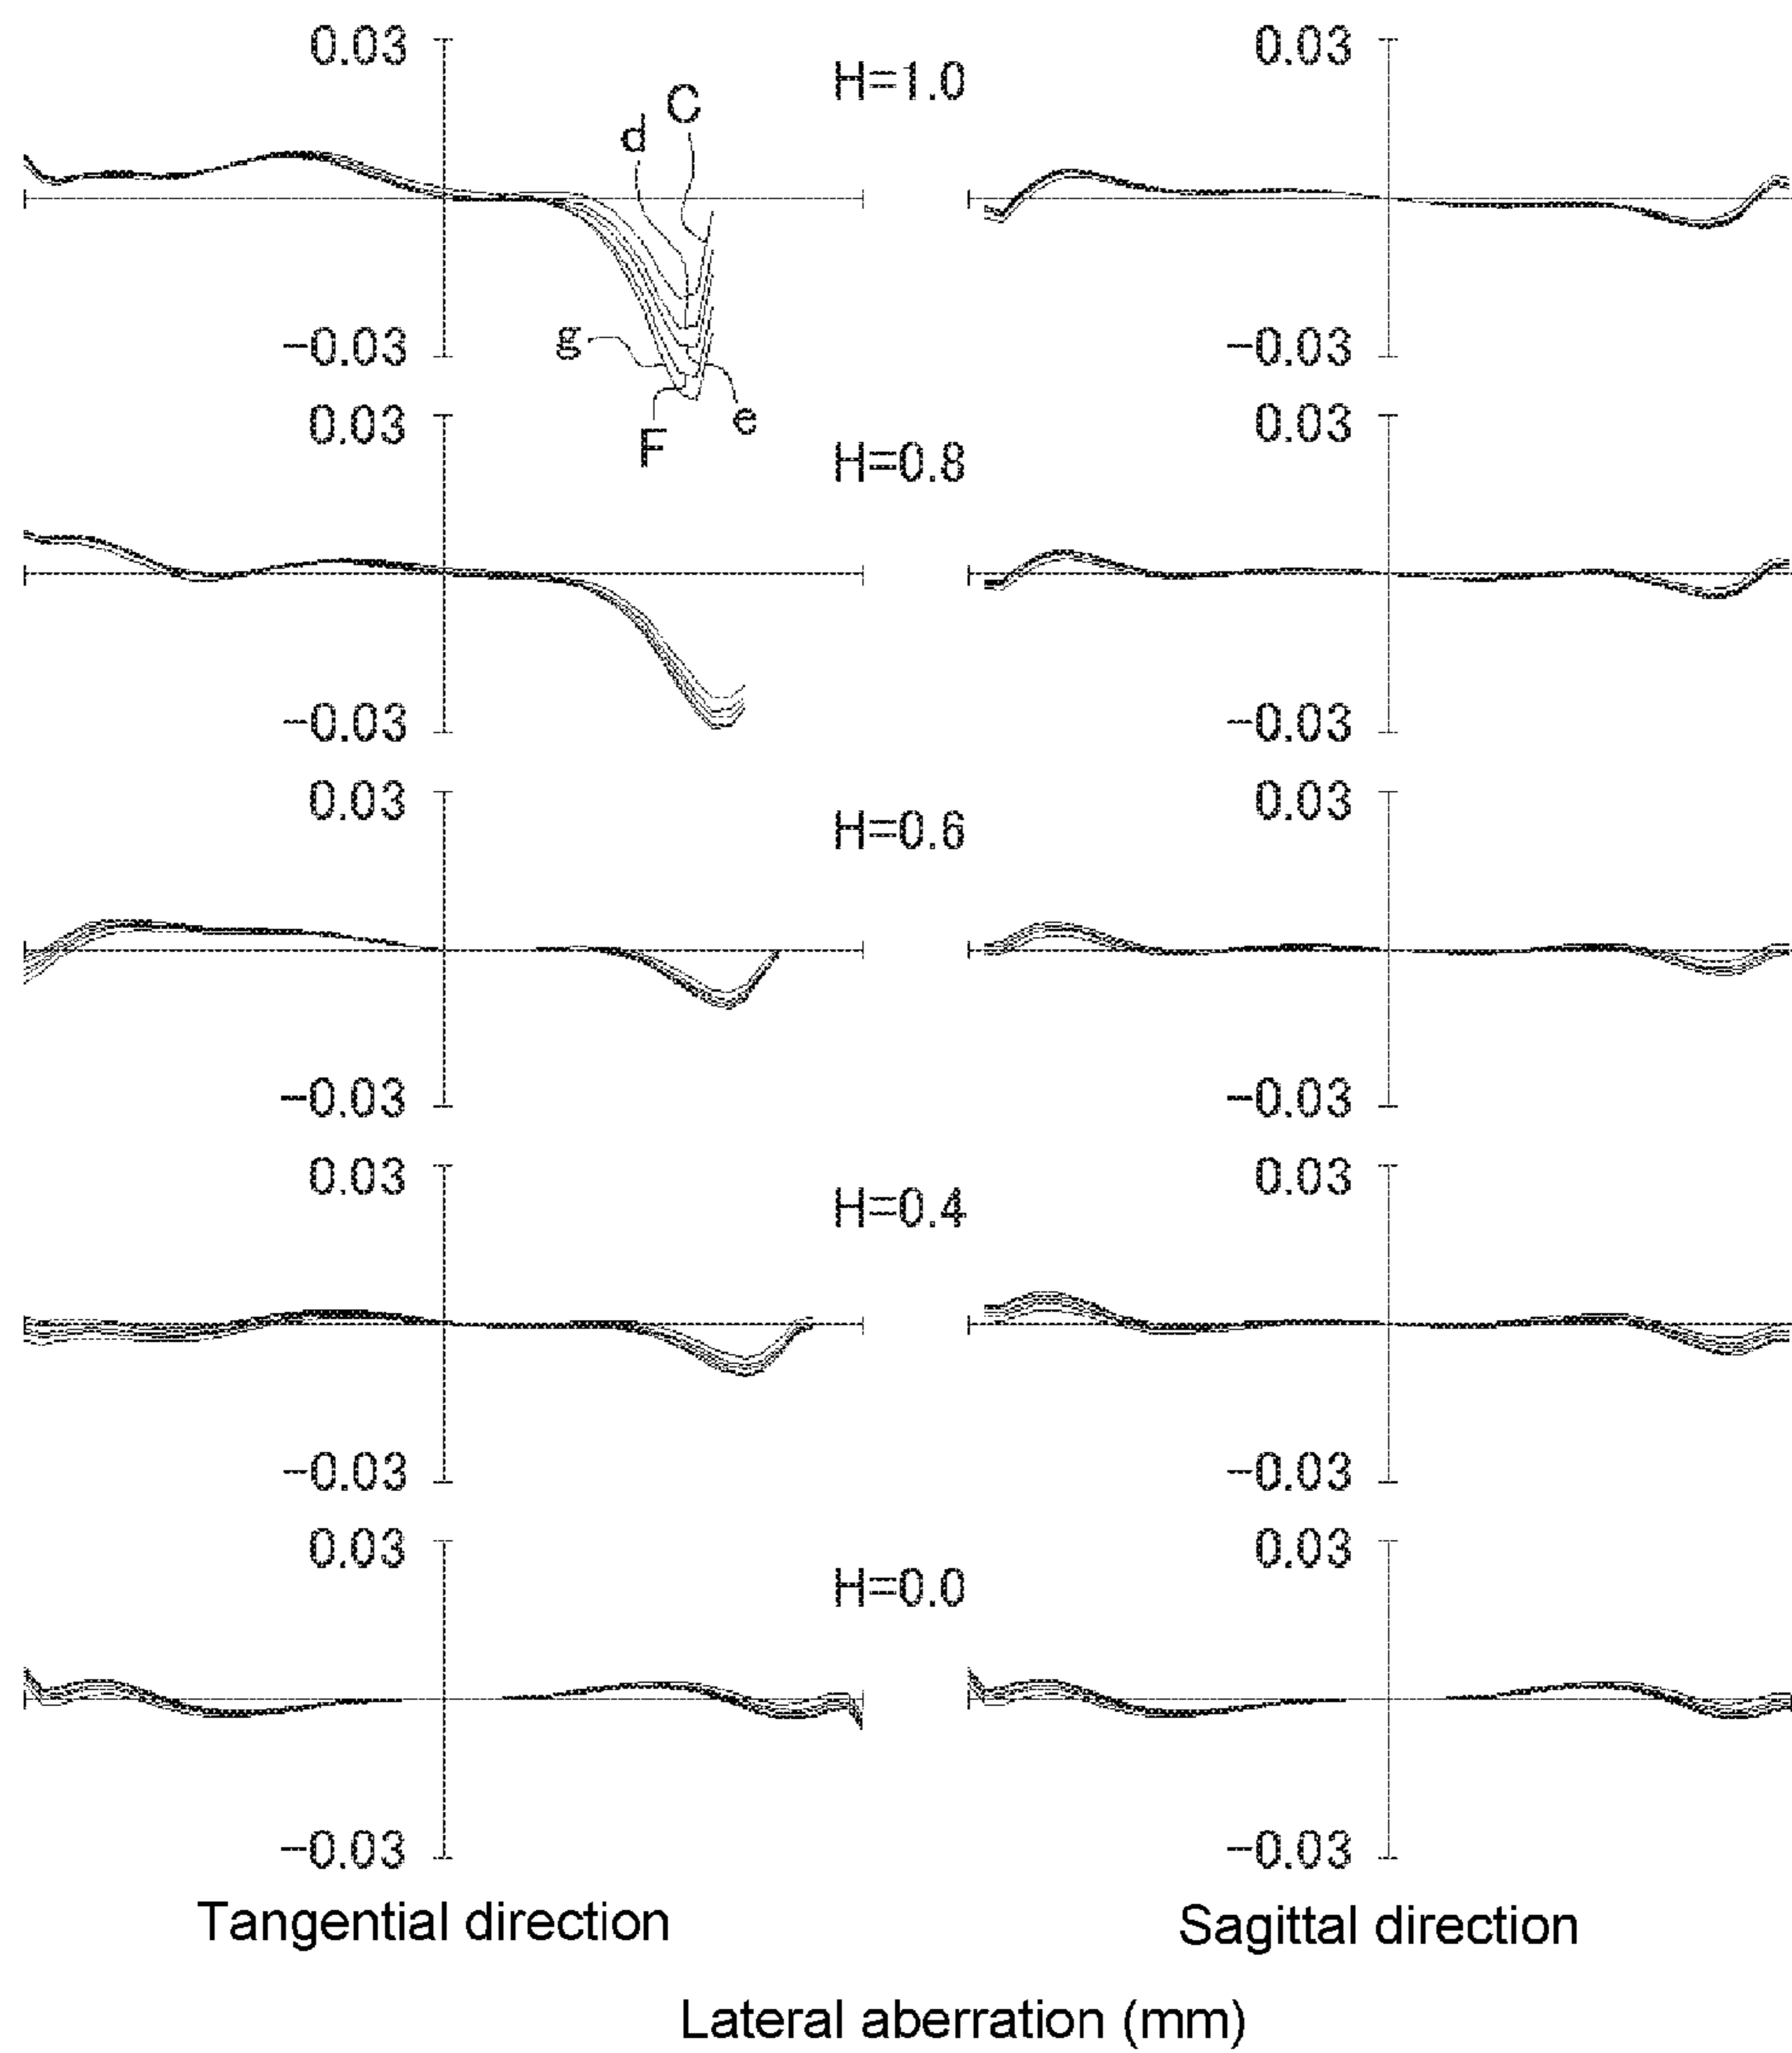 0.03 H=1.0 0.03
C
d
g
-0.03 -0.03
F e
0.03 H=0.8 0.03
-0.03 -0.03
0.03 H=0.6 0.03
-0.03 -0.03
0.03 H=0.4 0.03
-0.03 -0.03
0.03 H=0.0 0.03
-0.03 -0.03
Tangential direction Sagittal direction
Lateral aberration (mm)